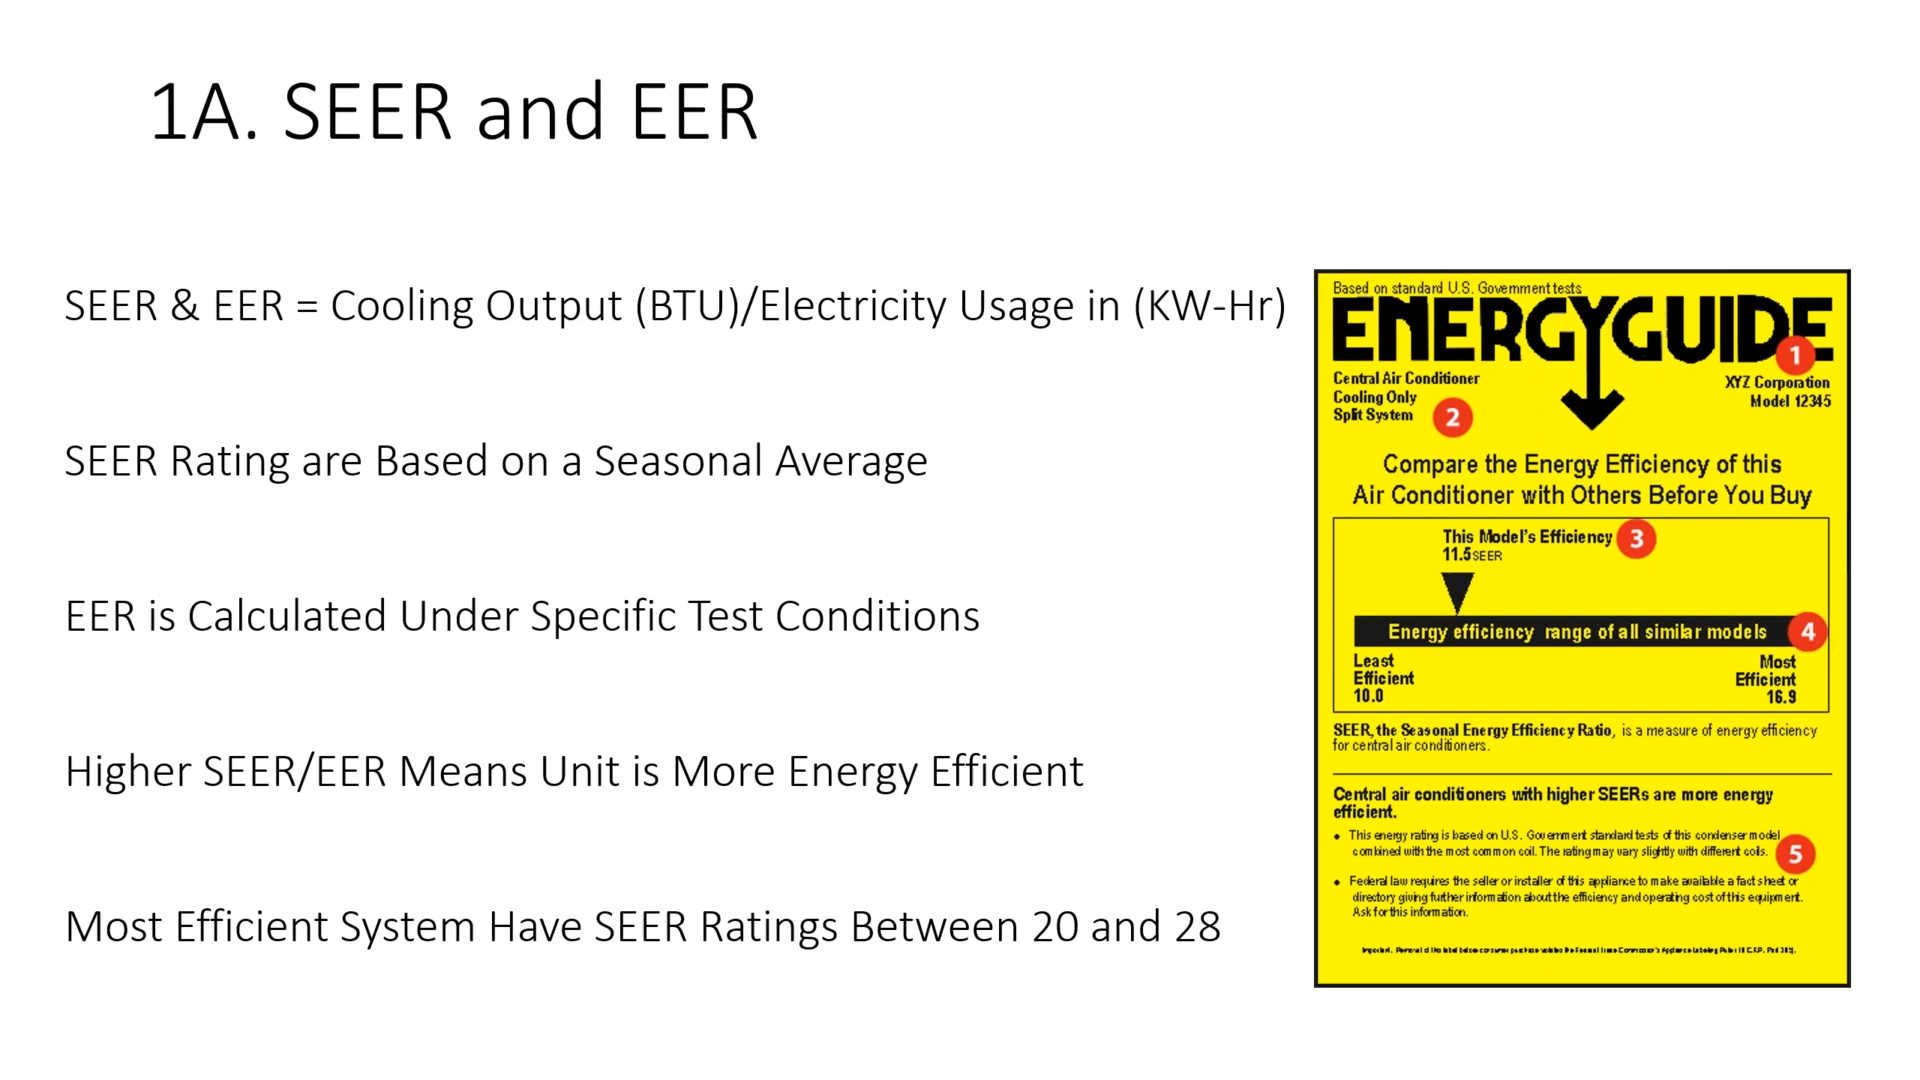 1A. SEER and EER
SEER & EER = Cooling Output (BTU)/Electricity Usage in (KW-Hr)
SEER Rating are Based on a Seasonal Average
EER is Calculated Under Specific Test Conditions
Higher SEER/EER Means Unit is More Energy Efficient
Most Efficient System Have SEER Ratings Between 20 and 28
Based on standard U.S. Government tests
ENERGYGUIDE
1
Central Air Conditioner
Cooling Only
Split System
2
XYZ Corporation
Model 12345
Compare the Energy Efficiency of this
Air Conditioner with Others Before You Buy
This Model's Efficiency
3
11.5 SEER
Energy efficiency range of all similar models
4
Least
Efficient
10.0
Most
Efficient
16.9
SEER, the Seasonal Energy Efficiency Ratio, is a measure of energy efficiency
for central air conditioners.
Central air conditioners with higher SEERs are more energy
efficient.
• This energy rating is based on U.S. Government standard tests of this condenser model
combined with the most common coil. The rating may vary slightly with different coils.
5
• Federal law requires the seller or installer of this appliance to make available a fact sheet or
directory giving further information about the efficiency and operating cost of this equipment.
Ask for this information.